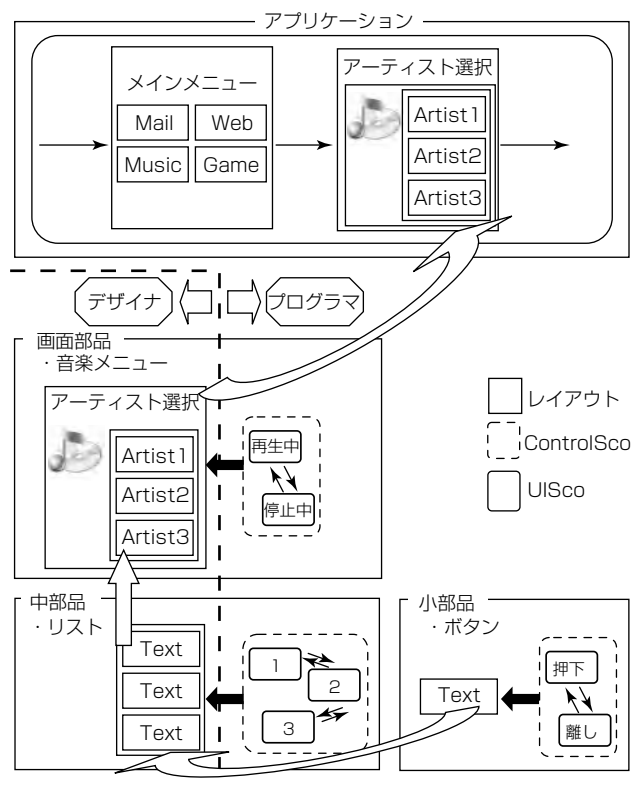 アプリケーション
メインメニュー
Mail
Web
Music
Game
アーティスト選択
Artist1
Artist2
Artist3
デザイナ
プログラマ
画面部品
・音楽メニュー
アーティスト選択
Artist1
Artist2
Artist3
再生中
停止中
レイアウト
ControlSco
UISco
中部品
・リスト
Text
Text
Text
1
2
3
小部品
・ボタン
Text
押下
離し